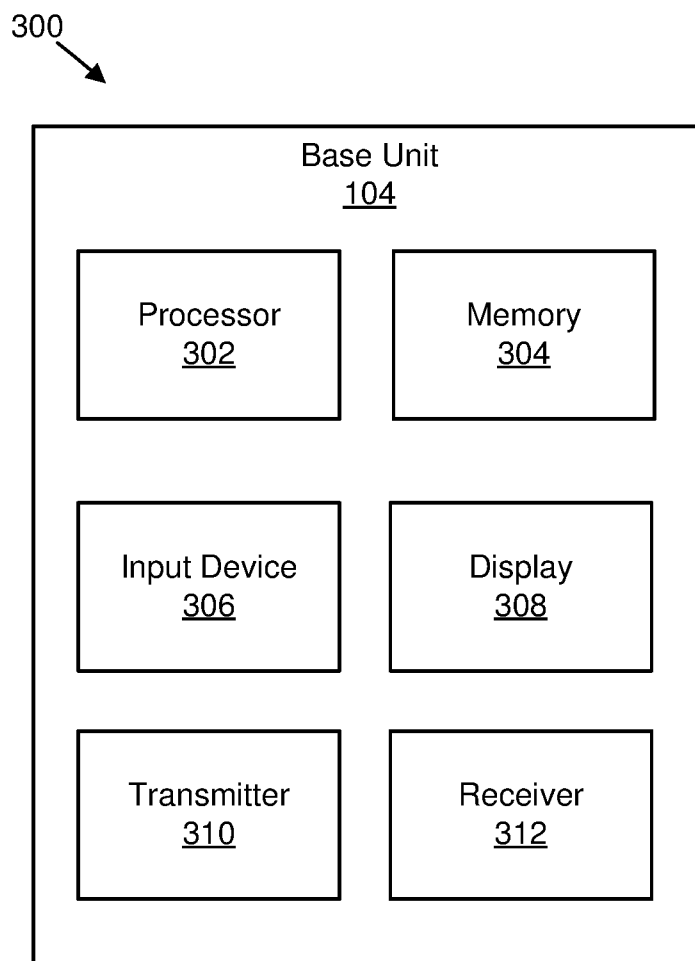 300
Base Unit
104
Processor
302
Memory
304
Input Device
306
Display
308
Transmitter
310
Receiver
312